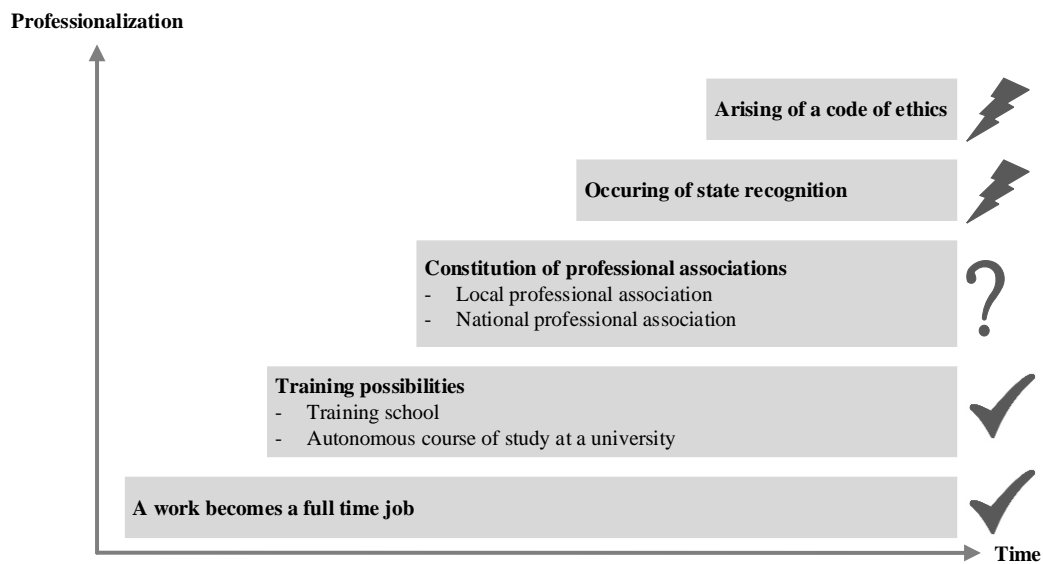 Professionalization
Arising of a code of ethics
Occuring of state recognition
Constitution of professional associations
- Local professional association
- National professional association
?
Training possibilities
- Training school
- Autonomous course of study at a university
A work becomes a full time job
Time